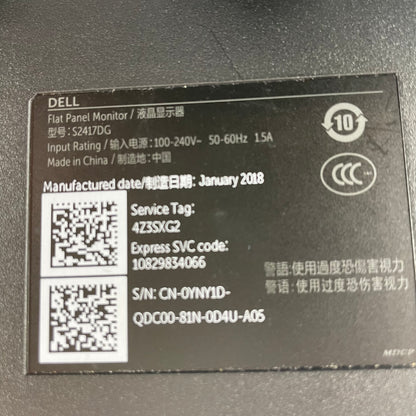 DELL
Flat Panel Monitor / 液晶显示器
型号: S2417DG
Input Rating / 输入电源: 100-240V~ 50-60Hz 1.5A
Made in China / 制造地: 中国
Manufactured date/制造日期: January 2018
Service Tag:
4Z3SXG2
Express SVC code:
10829834066
S/N: CN-0YNY1D-
QDC00-81N-0D4U-A05
10
CCC
警語: 使用過度恐傷害視力
警语: 使用过度恐伤害视力